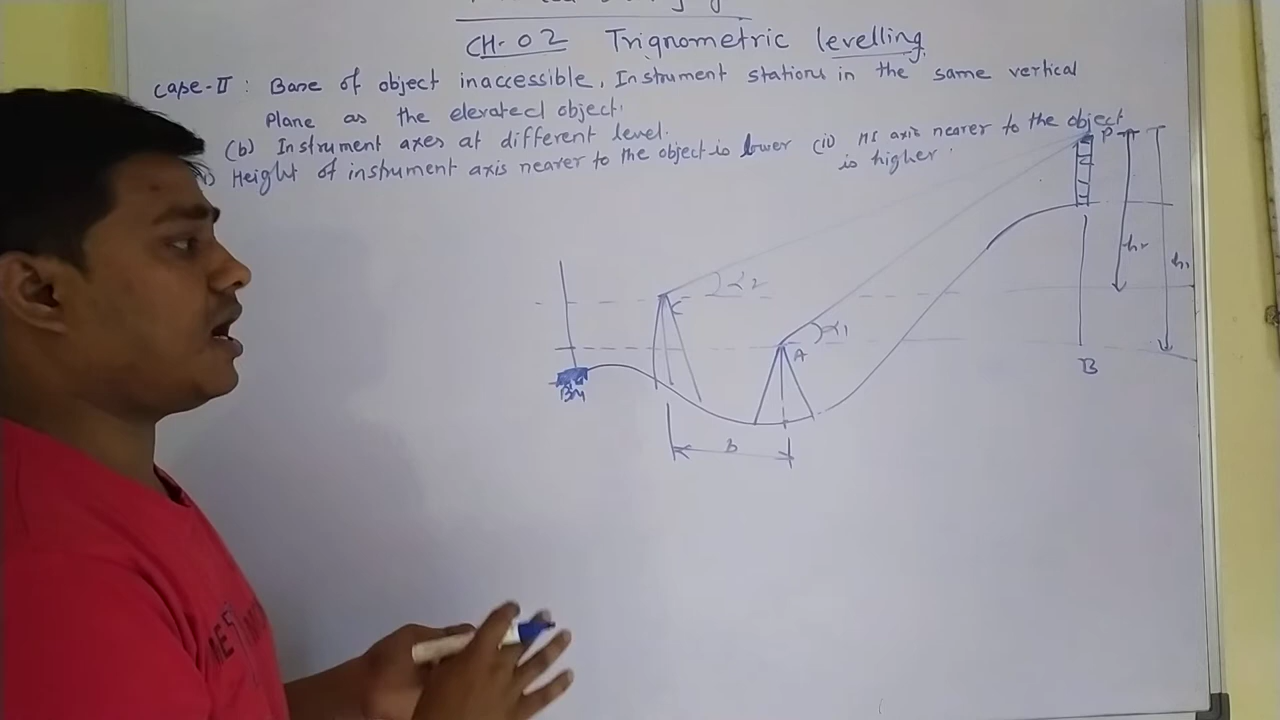 CH-02 Trignometric levelling
Case-II : Base of object inaccessible, Instrument stations in the same vertical
Plane as the elevated object.
(b) Instrument axes at different level.
) Height of instrument axis nearer to the object is lower (ii) HI axis nearer to the object
is higher.
P
h2
h1
α2
C
α1
A
B
BM
b